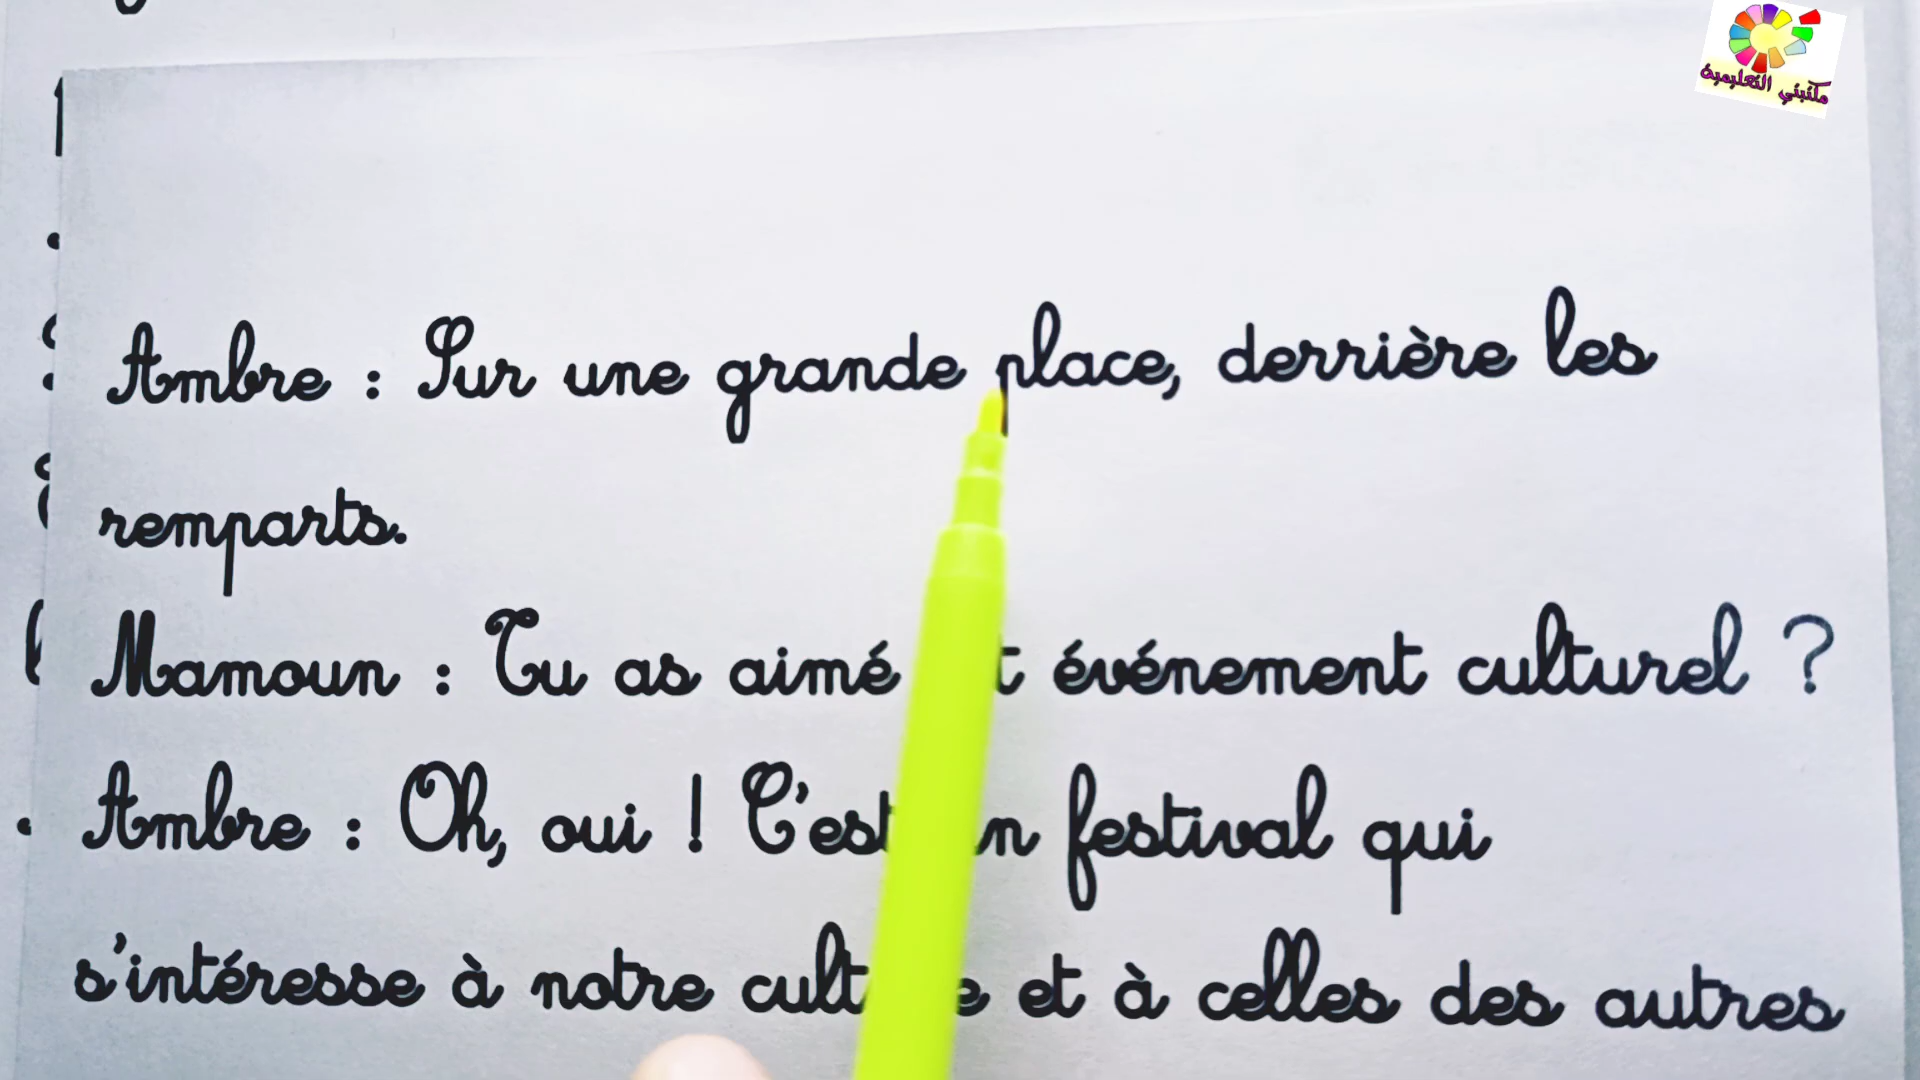 مكتبتي التعليمية
Ambre : Sur une grande place, derrière les
remparts.
Mamoun : Tu as aimé événement culturel ?
Ambre : Oh, oui ! C'est festival qui
s'intéresse à notre et à celles des autres